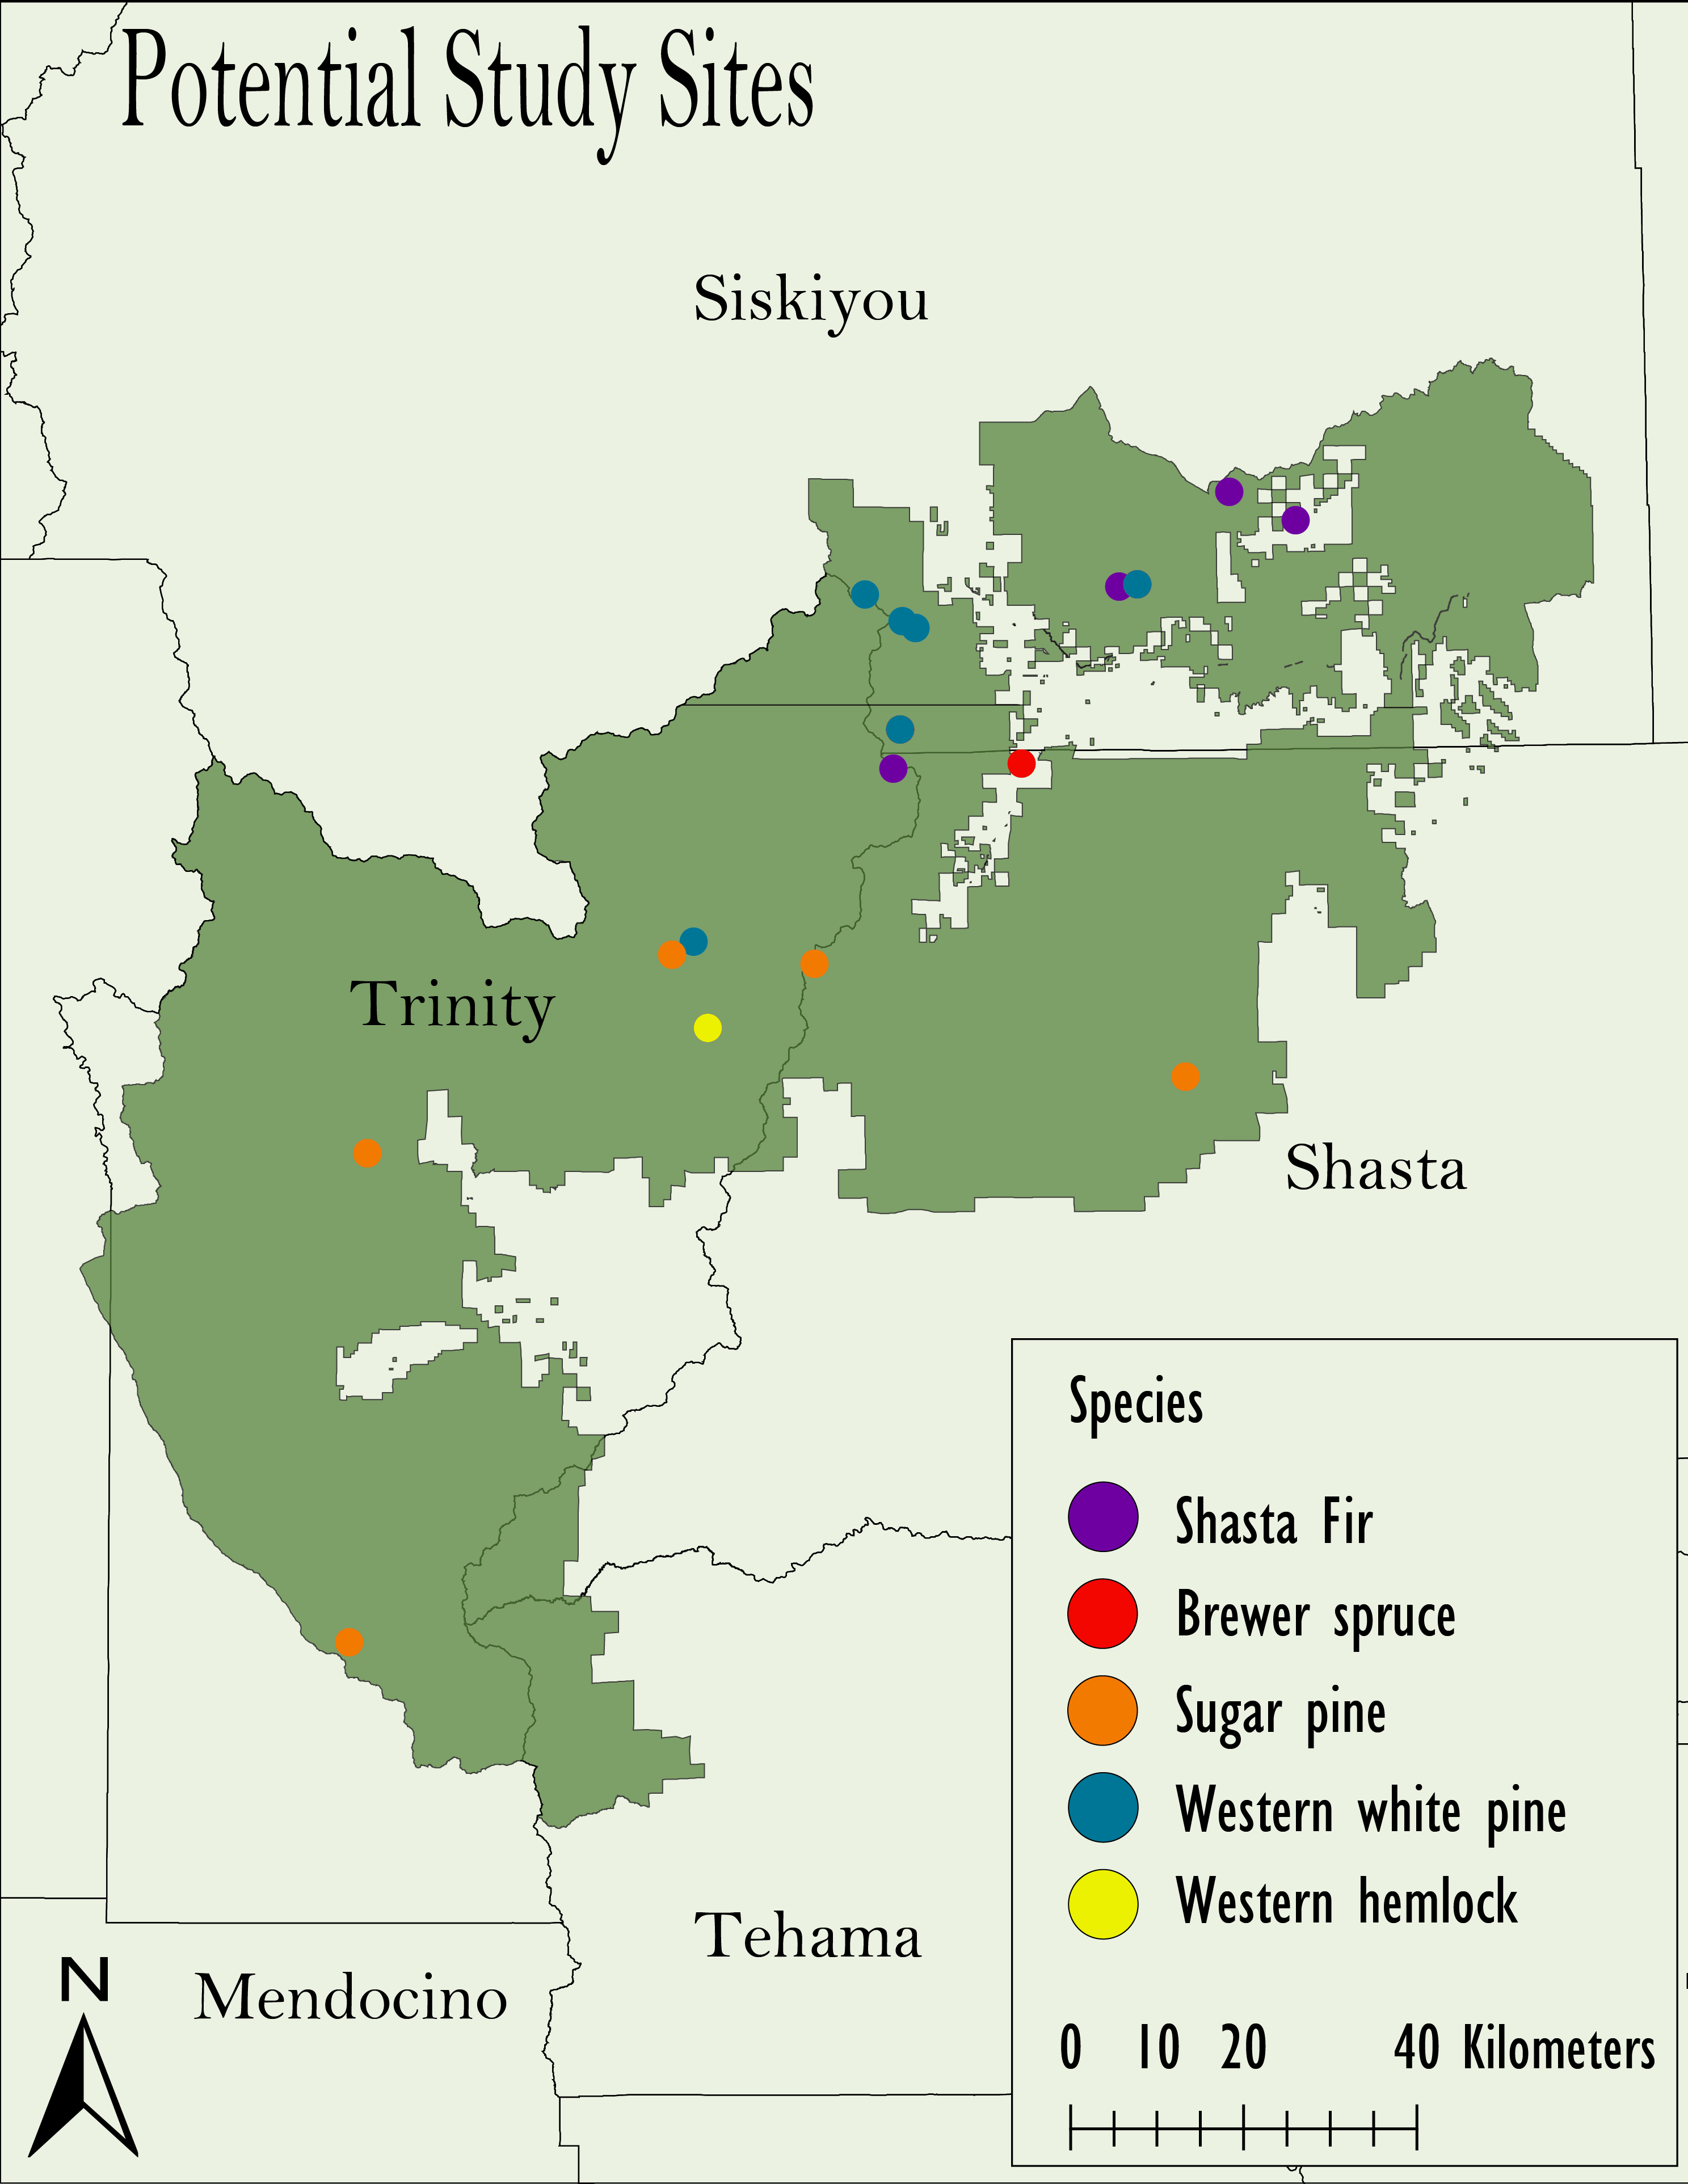 Potential Study Sites
Siskiyou
Trinity
Shasta
Species
Shasta Fir
Brewer spruce
Sugar pine
Western white pine
Western hemlock
Tehama
Mendocino
N
0 10 20 40 Kilometers